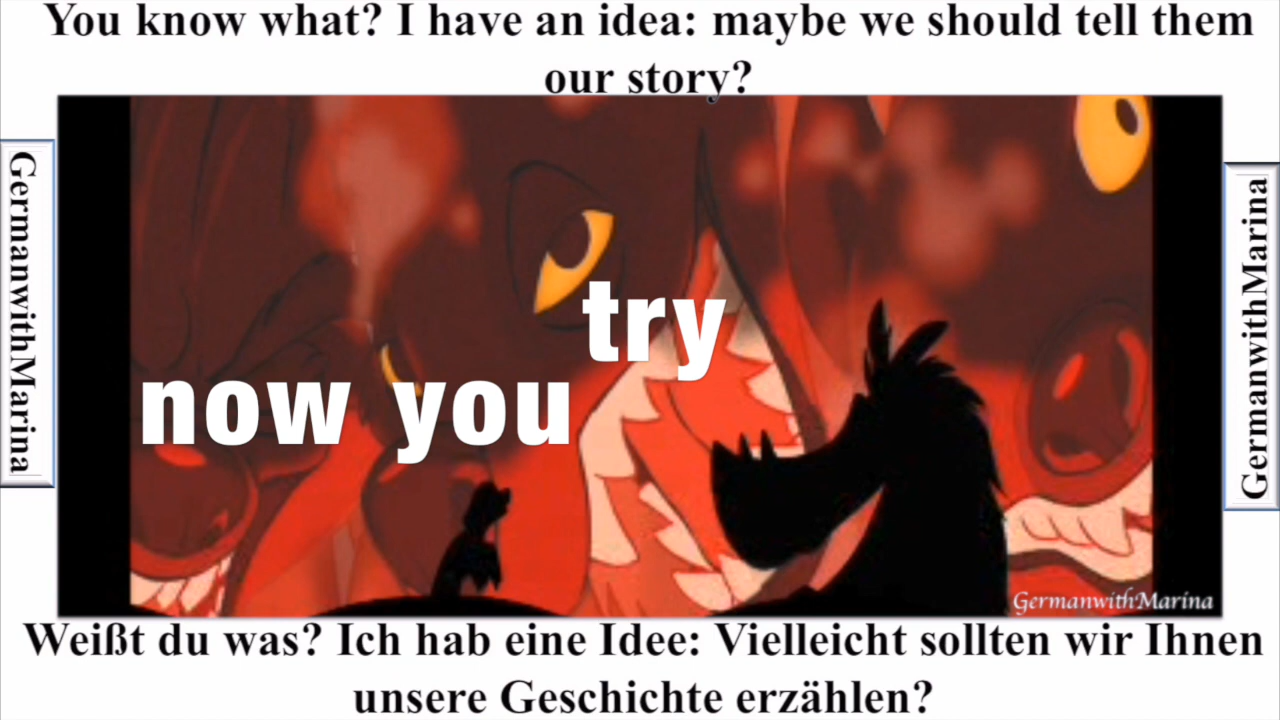 You know what? I have an idea: maybe we should tell them
our story?
GermanwithMarina
try
now you
GermanwithMarina
GermanwithMarina
Weißt du was? Ich hab eine Idee: Vielleicht sollten wir Ihnen
unsere Geschichte erzählen?